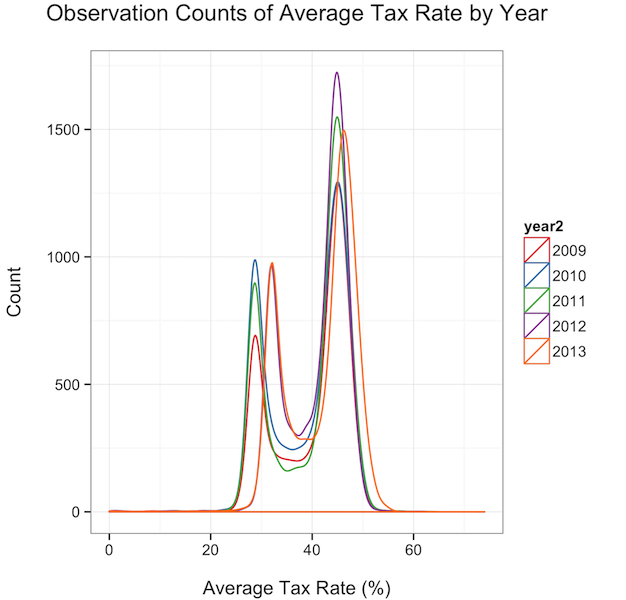 Observation Counts of Average Tax Rate by Year
1500
1000
500
0
Count
0 20 40 60
Average Tax Rate (%)
year2
2009
2010
2011
2012
2013